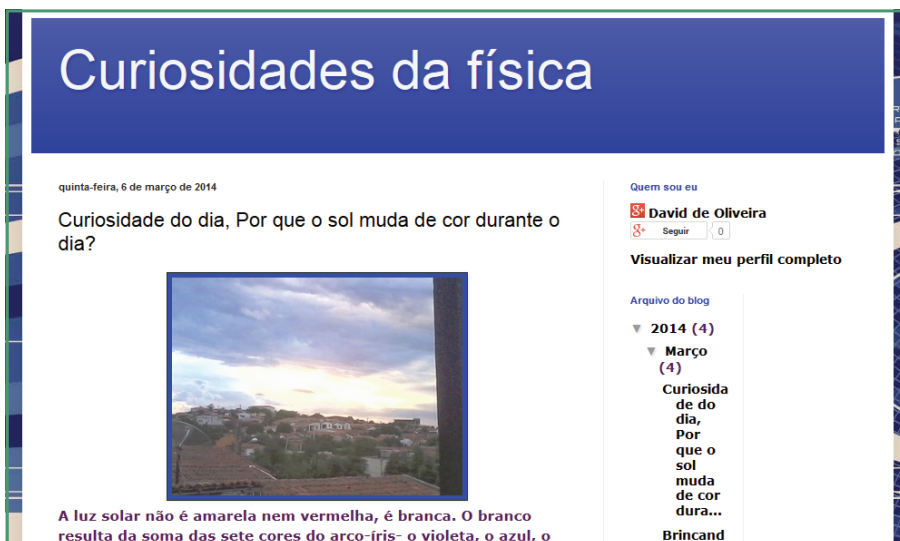 Curiosidades da física
quinta-feira, 6 de março de 2014
Curiosidade do dia, Por que o sol muda de cor durante o
dia?
A luz solar não é amarela nem vermelha, é branca. O branco
resulta da soma das sete cores do arco-íris- o violeta, o azul, o
Quem sou eu
David de Oliveira
Seguir 0
Visualizar meu perfil completo
Arquivo do blog
▼ 2014 (4)
▼ Março
(4)
Curiosida
de do
dia,
Por
que o
sol
muda
de cor
dura...
Brincand